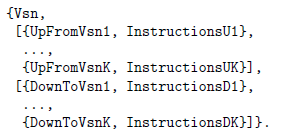 {Vsn,
[{UpFromVsn1, InstructionsU1},
...,
{UpFromVsnK, InstructionsUK}],
[{DownToVsn1, InstructionsD1},
...,
{DownToVsnK, InstructionsDK}]}.